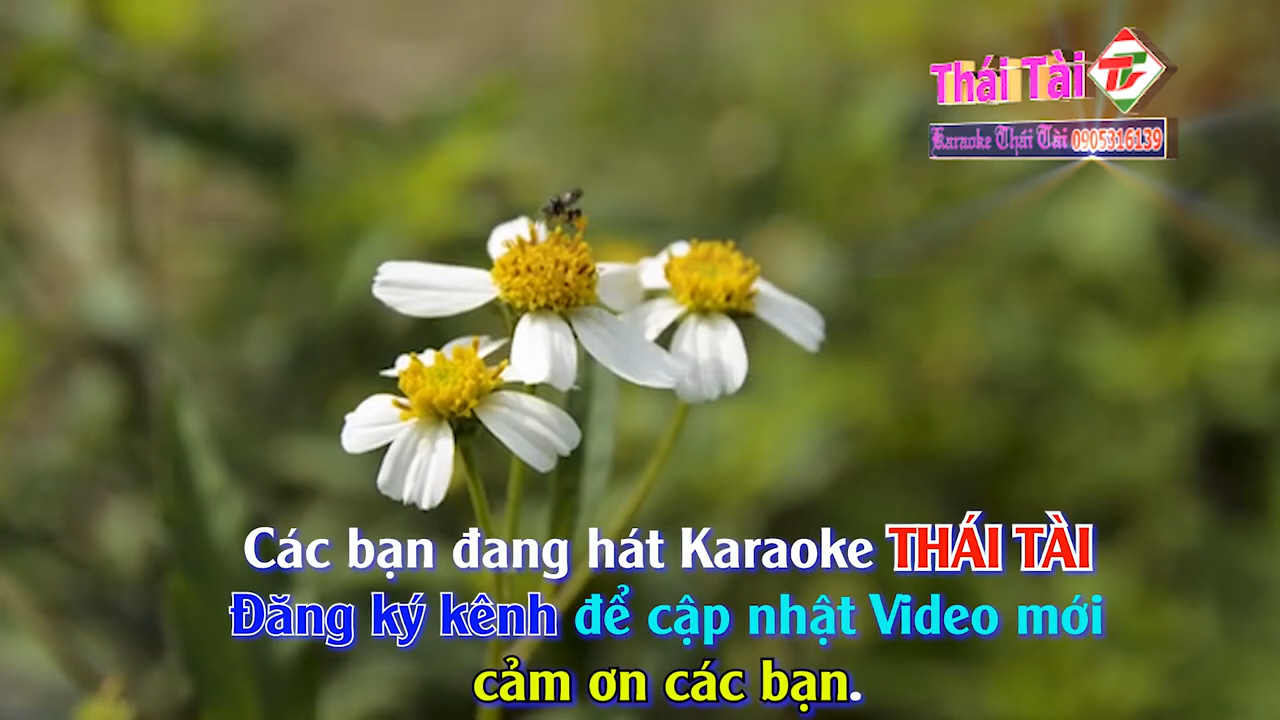 Thái Tài
Karaoke Thái Tài 0905316139
Các bạn đang hát Karaoke THÁI TÀI
Đăng ký kênh để cập nhật Video mới
cảm ơn các bạn.